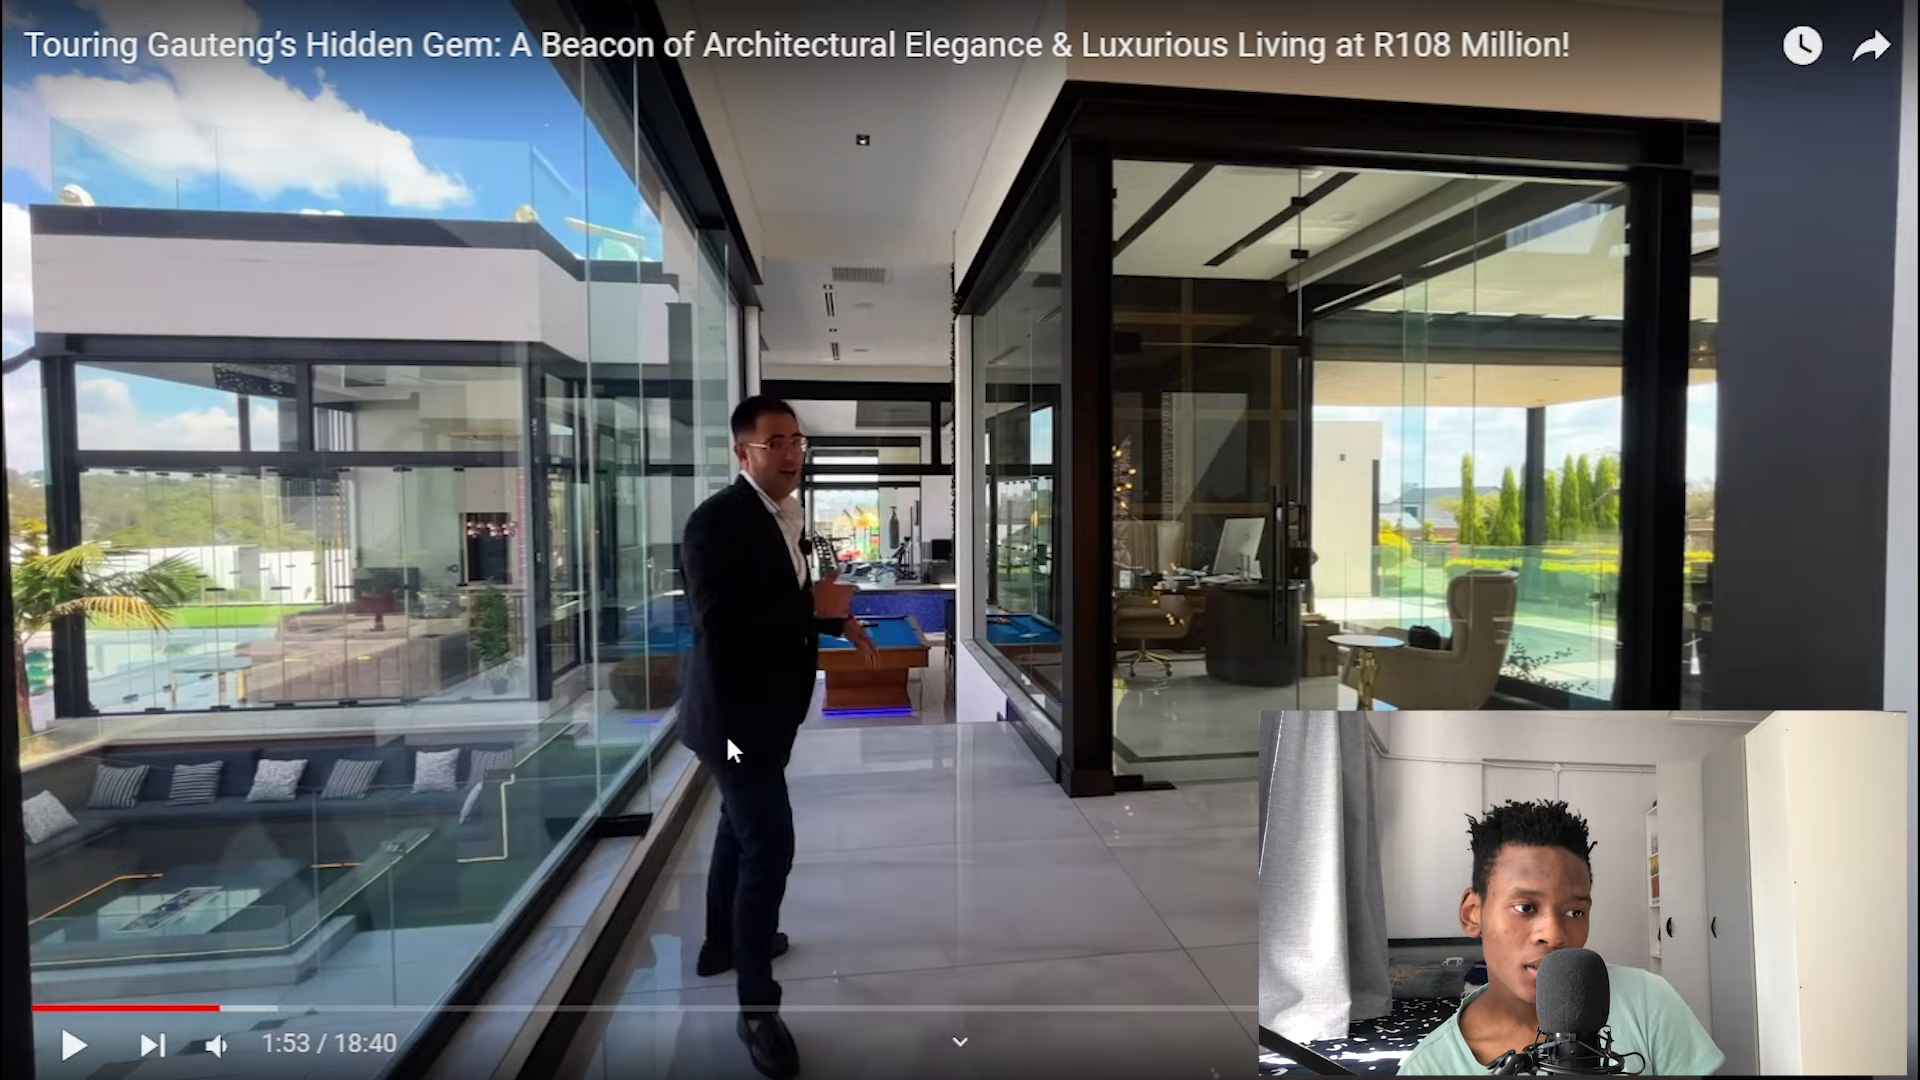 Touring Gauteng’s Hidden Gem: A Beacon of Architectural Elegance & Luxurious Living at R108 Million!
1:53 / 18:40